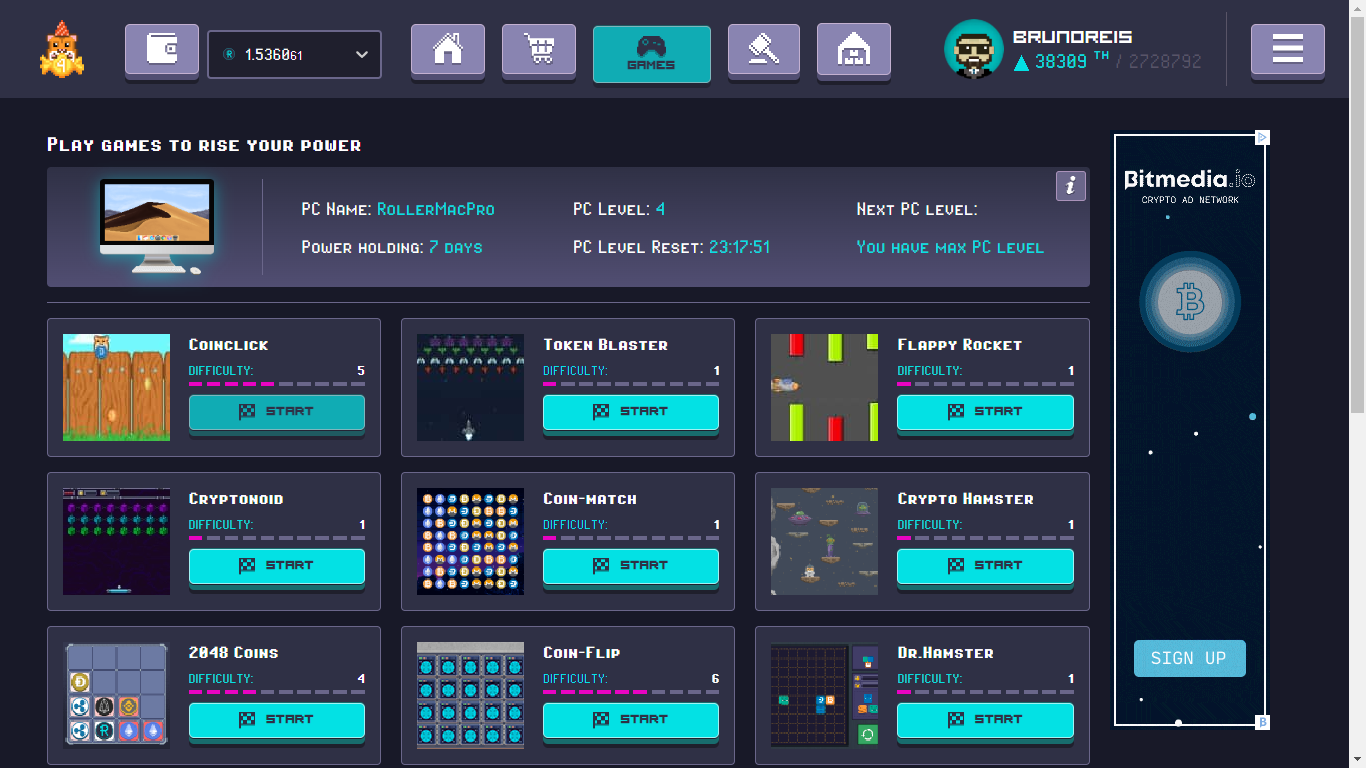 1.536061
GAMES
BRUNOREIS
38309 TH / 2728792
PLAY GAMES TO RISE YOUR POWER
PC NAME: ROLLERMACPRO
PC LEVEL: 4
NEXT PC LEVEL:
POWER HOLDING: 7 DAYS
PC LEVEL RESET: 23:17:51
YOU HAVE MAX PC LEVEL
i
COINCLICK
DIFFICULTY: 5
START
TOKEN BLASTER
DIFFICULTY: 1
START
FLAPPY ROCKET
DIFFICULTY: 1
START
CRYPTONOID
DIFFICULTY: 1
START
COIN-MATCH
DIFFICULTY: 1
START
CRYPTO HAMSTER
DIFFICULTY: 1
START
2048 COINS
DIFFICULTY: 4
START
COIN-FLIP
DIFFICULTY: 6
START
DR.HAMSTER
DIFFICULTY: 1
START
Bitmedia.io
CRYPTO AD NETWORK
SIGN UP
B